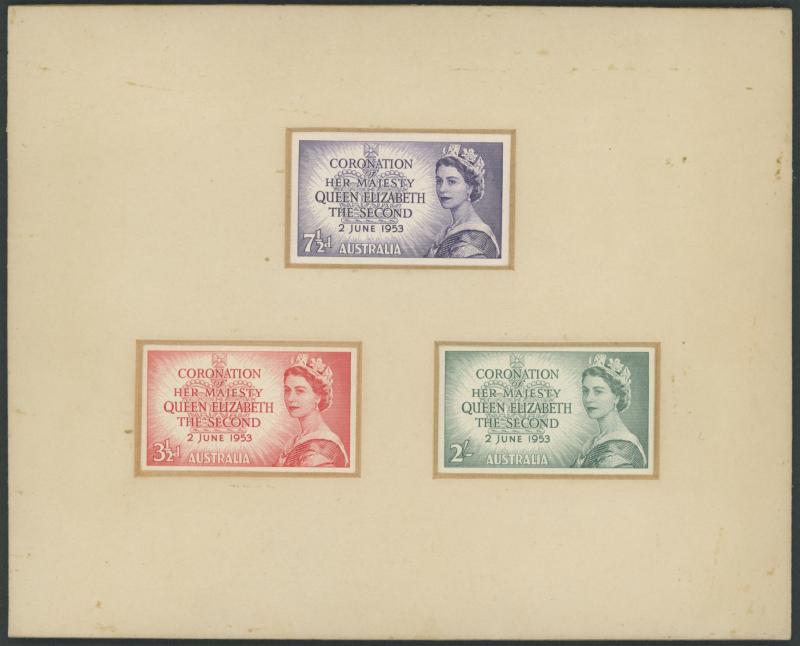 CORONATION
of
HER MAJESTY
QUEEN ELIZABETH
THE SECOND
2 JUNE 1953
7½d AUSTRALIA
CORONATION
of
HER MAJESTY
QUEEN ELIZABETH
THE SECOND
2 JUNE 1953
3½d AUSTRALIA
CORONATION
of
HER MAJESTY
QUEEN ELIZABETH
THE SECOND
2 JUNE 1953
2/- AUSTRALIA